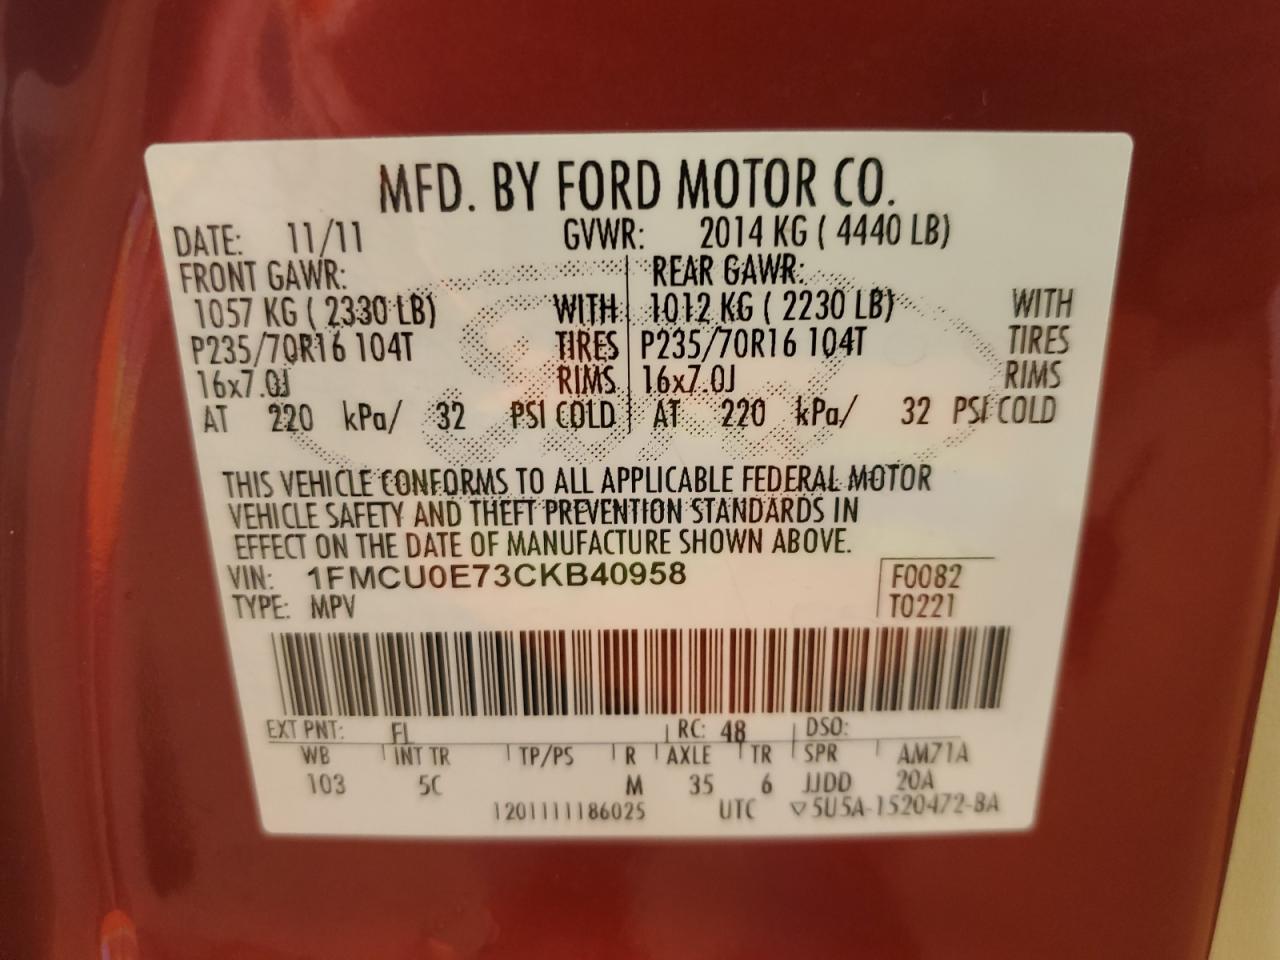 MFD. BY FORD MOTOR CO.
DATE: 11/11 GVWR: 2014 KG ( 4440 LB)
FRONT GAWR: REAR GAWR:
1057 KG ( 2330 LB) WITH 1012 KG ( 2230 LB) WITH
P235/70R16 104T TIRES P235/70R16 104T TIRES
16x7.0J RIMS 16x7.0J RIMS
AT 220 kPa/ 32 PSI COLD AT 220 kPa/ 32 PSI COLD
THIS VEHICLE CONFORMS TO ALL APPLICABLE FEDERAL MOTOR
VEHICLE SAFETY AND THEFT PREVENTION STANDARDS IN
EFFECT ON THE DATE OF MANUFACTURE SHOWN ABOVE.
VIN: 1FMCU0E73CKB40958 F0082
TYPE: MPV T0221
EXT PNT: FL RC: 48 DSO:
WB INT TR TP/PS R AXLE TR SPR AM71A
103 5C M 35 6 JJDD 20A
1201111186025 UTC ▽5U5A-1520472-BA